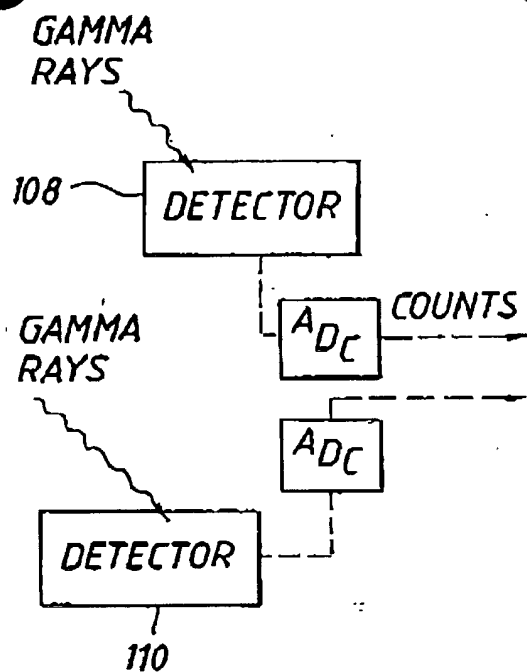 GAMMA
RAYS
108
DETECTOR
ADC
COUNTS
GAMMA
RAYS
ADC
DETECTOR
110